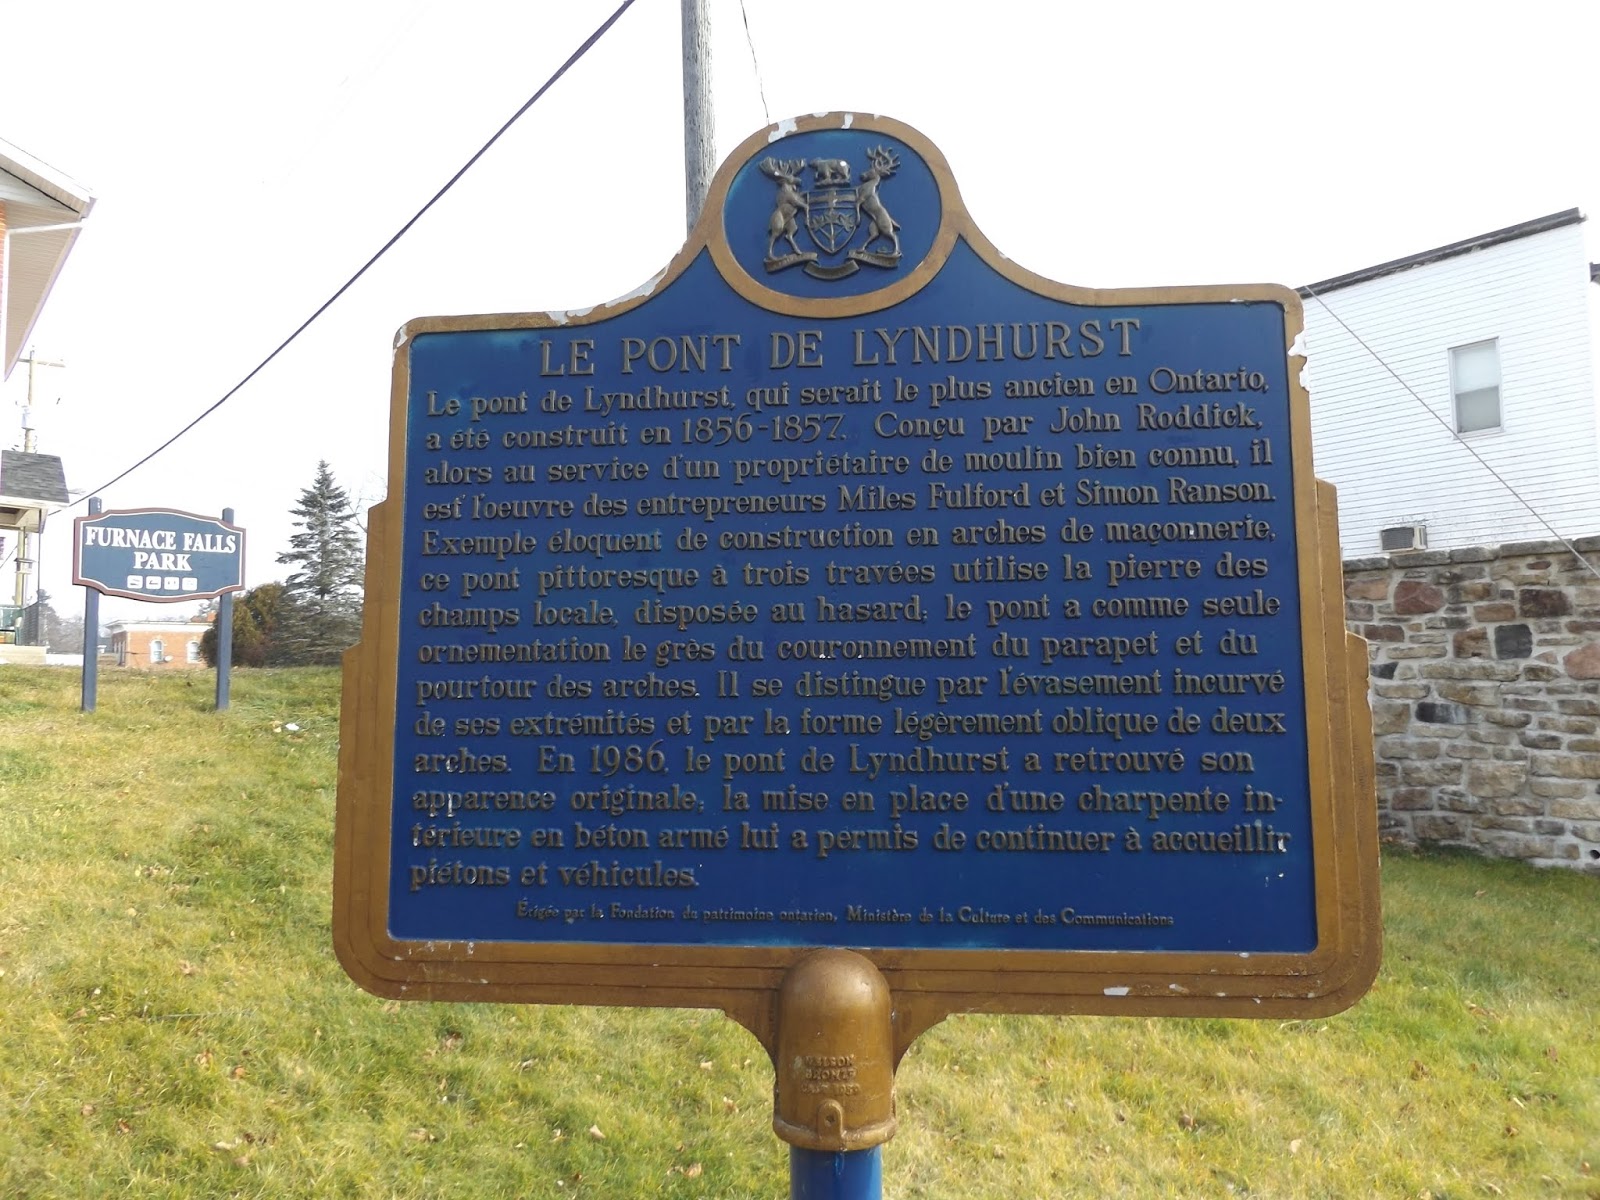 LE PONT DE LYNDHURST
Le pont de Lyndhurst, qui serait le plus ancien en Ontario,
a été construit en 1856-1857. Conçu par John Roddick,
alors au service d'un propriétaire de moulin bien connu, il
est l'oeuvre des entrepreneurs Miles Fulford et Simon Ranson.
Exemple éloquent de construction en arches de maçonnerie,
ce pont pittoresque à trois travées utilise la pierre des
champs locale, disposée au hasard; le pont a comme seule
ornementation le grès du couronnement du parapet et du
pourtour des arches. Il se distingue par l'évasement incurvé
de ses extrémités et par la forme légèrement oblique de deux
arches. En 1986, le pont de Lyndhurst a retrouvé son
apparence originale; la mise en place d'une charpente in-
térieure en béton armé lui a permis de continuer à accueillir
piétons et véhicules.
Érigée par la Fondation du patrimoine ontarien, Ministère de la Culture et des Communications
FURNACE FALLS
PARK